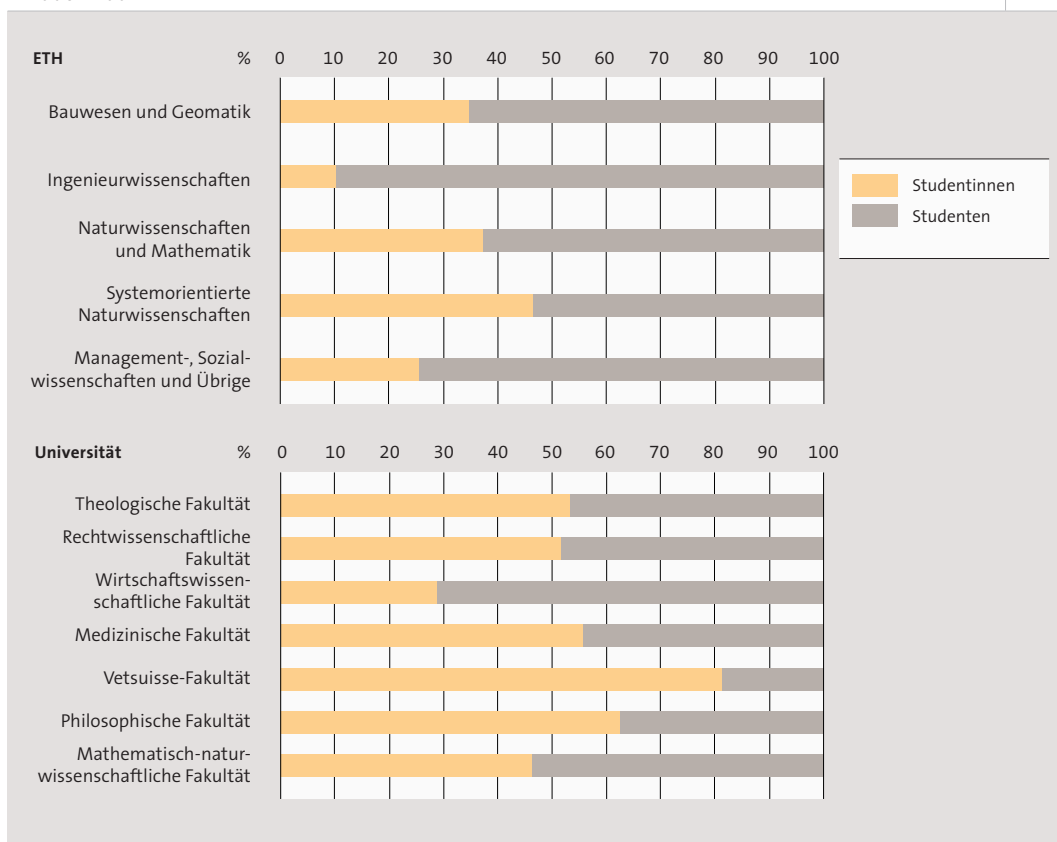 ETH % 0 10 20 30 40 50 60 70 80 90 100
Bauwesen und Geomatik
Ingenieurwissenschaften
Naturwissenschaften
und Mathematik
Systemorientierte
Naturwissenschaften
Management-, Sozial-
wissenschaften und Übrige
Studentinnen
Studenten
Universität % 0 10 20 30 40 50 60 70 80 90 100
Theologische Fakultät
Rechtwissenschaftliche
Fakultät
Wirtschaftswissen-
schaftliche Fakultät
Medizinische Fakultät
Vetsuisse-Fakultät
Philosophische Fakultät
Mathematisch-natur-
wissenschaftliche Fakultät